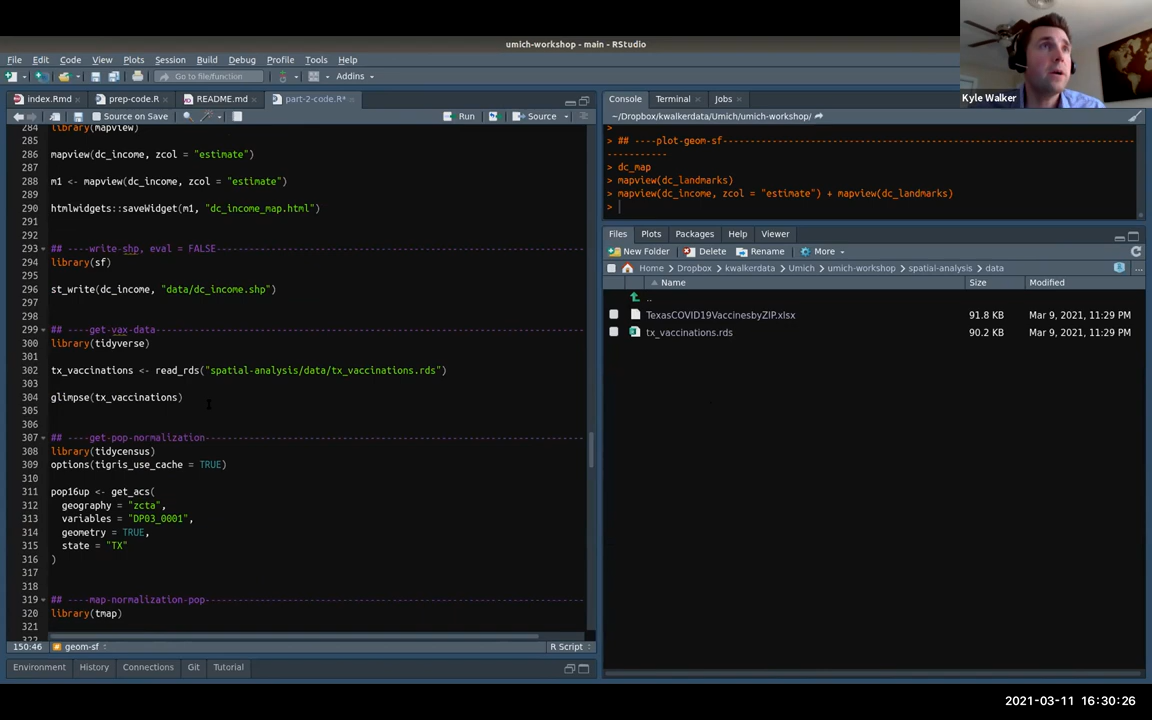 umich-workshop - main - RStudio
File Edit Code View Plots Session Build Debug Profile Tools Help
Go to file/function Addins
index.Rmd prep-code.R README.md part-2-code.R*
Source on Save Run Source
284 library(mapview)
285
286 mapview(dc_income, zcol = "estimate")
287
288 m1 <- mapview(dc_income, zcol = "estimate")
289
290 htmlwidgets::saveWidget(m1, "dc_income_map.html")
291
292
293 ## ----write-shp, eval = FALSE----
294 library(sf)
295
296 st_write(dc_income, "data/dc_income.shp")
297
298
299 ## ----get-vax-data----
300 library(tidyverse)
301
302 tx_vaccinations <- read_rds("spatial-analysis/data/tx_vaccinations.rds")
303
304 glimpse(tx_vaccinations)
305
306
307 ## ----get-pop-normalization----
308 library(tidycensus)
309 options(tigris_use_cache = TRUE)
310
311 pop16up <- get_acs(
312 geography = "zcta",
313 variables = "DP03_0001",
314 geometry = TRUE,
315 state = "TX"
316 )
317
318
319 ## ----map-normalization-pop----
320 library(tmap)
321
322
150:46 geom-sf R Script
Environment History Connections Git Tutorial
Console Terminal Jobs
~/Dropbox/kwalkerdata/Umich/umich-workshop/
>
> ## ----plot-geom-sf----
-----------
> dc_map
> mapview(dc_landmarks)
> mapview(dc_income, zcol = "estimate") + mapview(dc_landmarks)
>
Files Plots Packages Help Viewer
New Folder Delete Rename More
Home Dropbox kwalkerdata Umich umich-workshop spatial-analysis data ...
Name Size Modified
..
TexasCOVID19VaccinesbyZIP.xlsx 91.8 KB Mar 9, 2021, 11:29 PM
tx_vaccinations.rds 90.2 KB Mar 9, 2021, 11:29 PM
Kyle Walker
2021-03-11 16:30:26